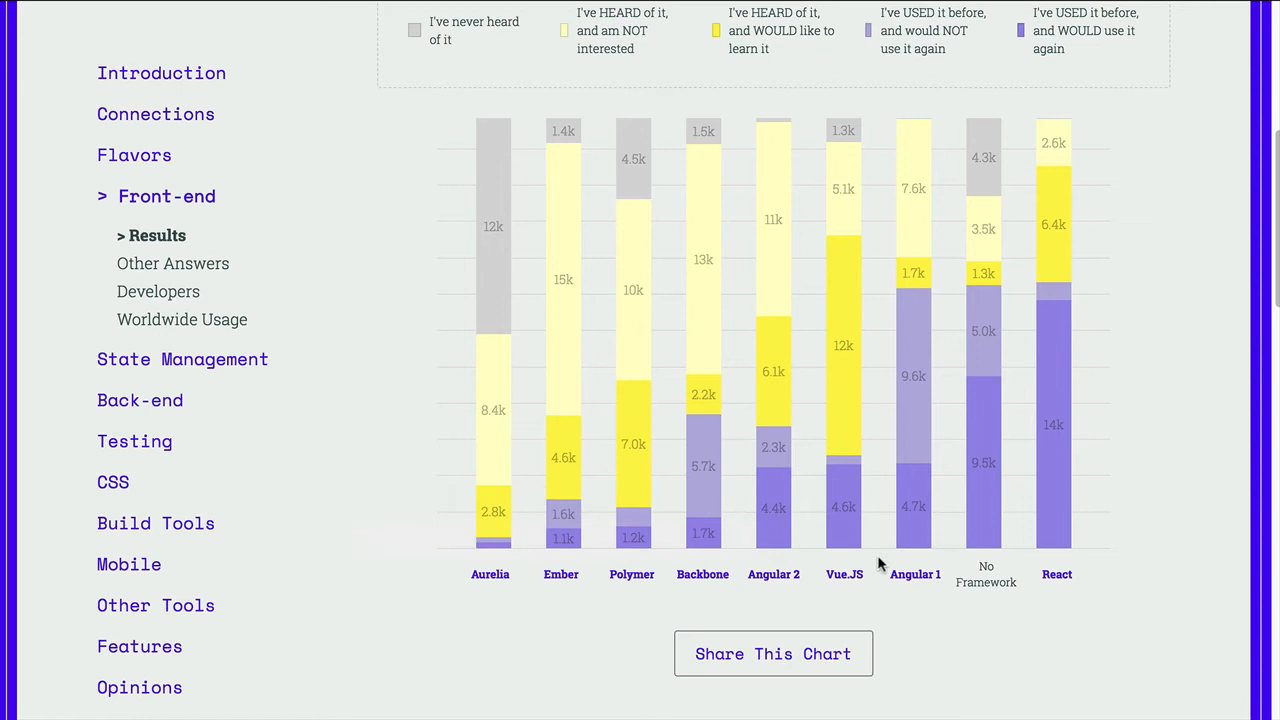 I've never heard
of it
I've HEARD of it,
and am NOT
interested
I've HEARD of it,
and WOULD like to
learn it
I've USED it before,
and would NOT
use it again
I've USED it before,
and WOULD use it
again
Introduction
Connections
Flavors
> Front-end
> Results
Other Answers
Developers
Worldwide Usage
State Management
Back-end
Testing
CSS
Build Tools
Mobile
Other Tools
Features
Opinions
12k
8.4k
2.8k
1.4k
15k
4.6k
1.6k
1.1k
4.5k
10k
7.0k
1.2k
1.5k
13k
2.2k
5.7k
1.7k
11k
6.1k
2.3k
4.4k
1.3k
5.1k
12k
4.6k
7.6k
1.7k
9.6k
4.7k
4.3k
3.5k
1.3k
5.0k
9.5k
2.6k
6.4k
14k
Aurelia
Ember
Polymer
Backbone
Angular 2
Vue.JS
Angular 1
No
Framework
React
Share This Chart